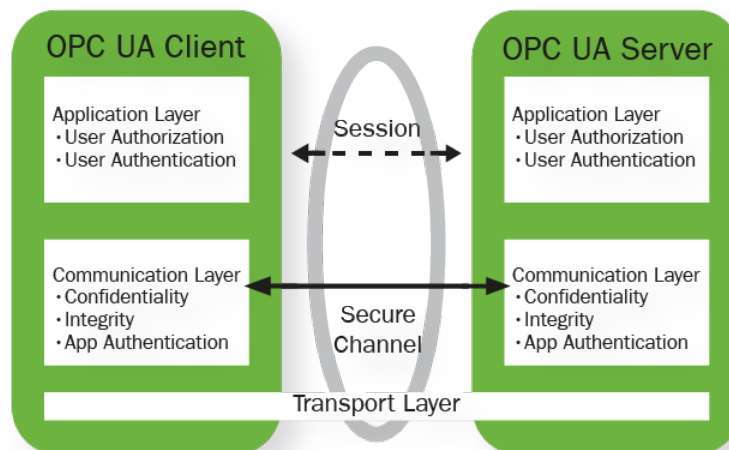 OPC UA Client
Application Layer
· User Authorization
· User Authentication
Communication Layer
· Confidentiality
· Integrity
· App Authentication
Session
Secure
Channel
OPC UA Server
Application Layer
· User Authorization
· User Authentication
Communication Layer
· Confidentiality
· Integrity
· App Authentication
Transport Layer